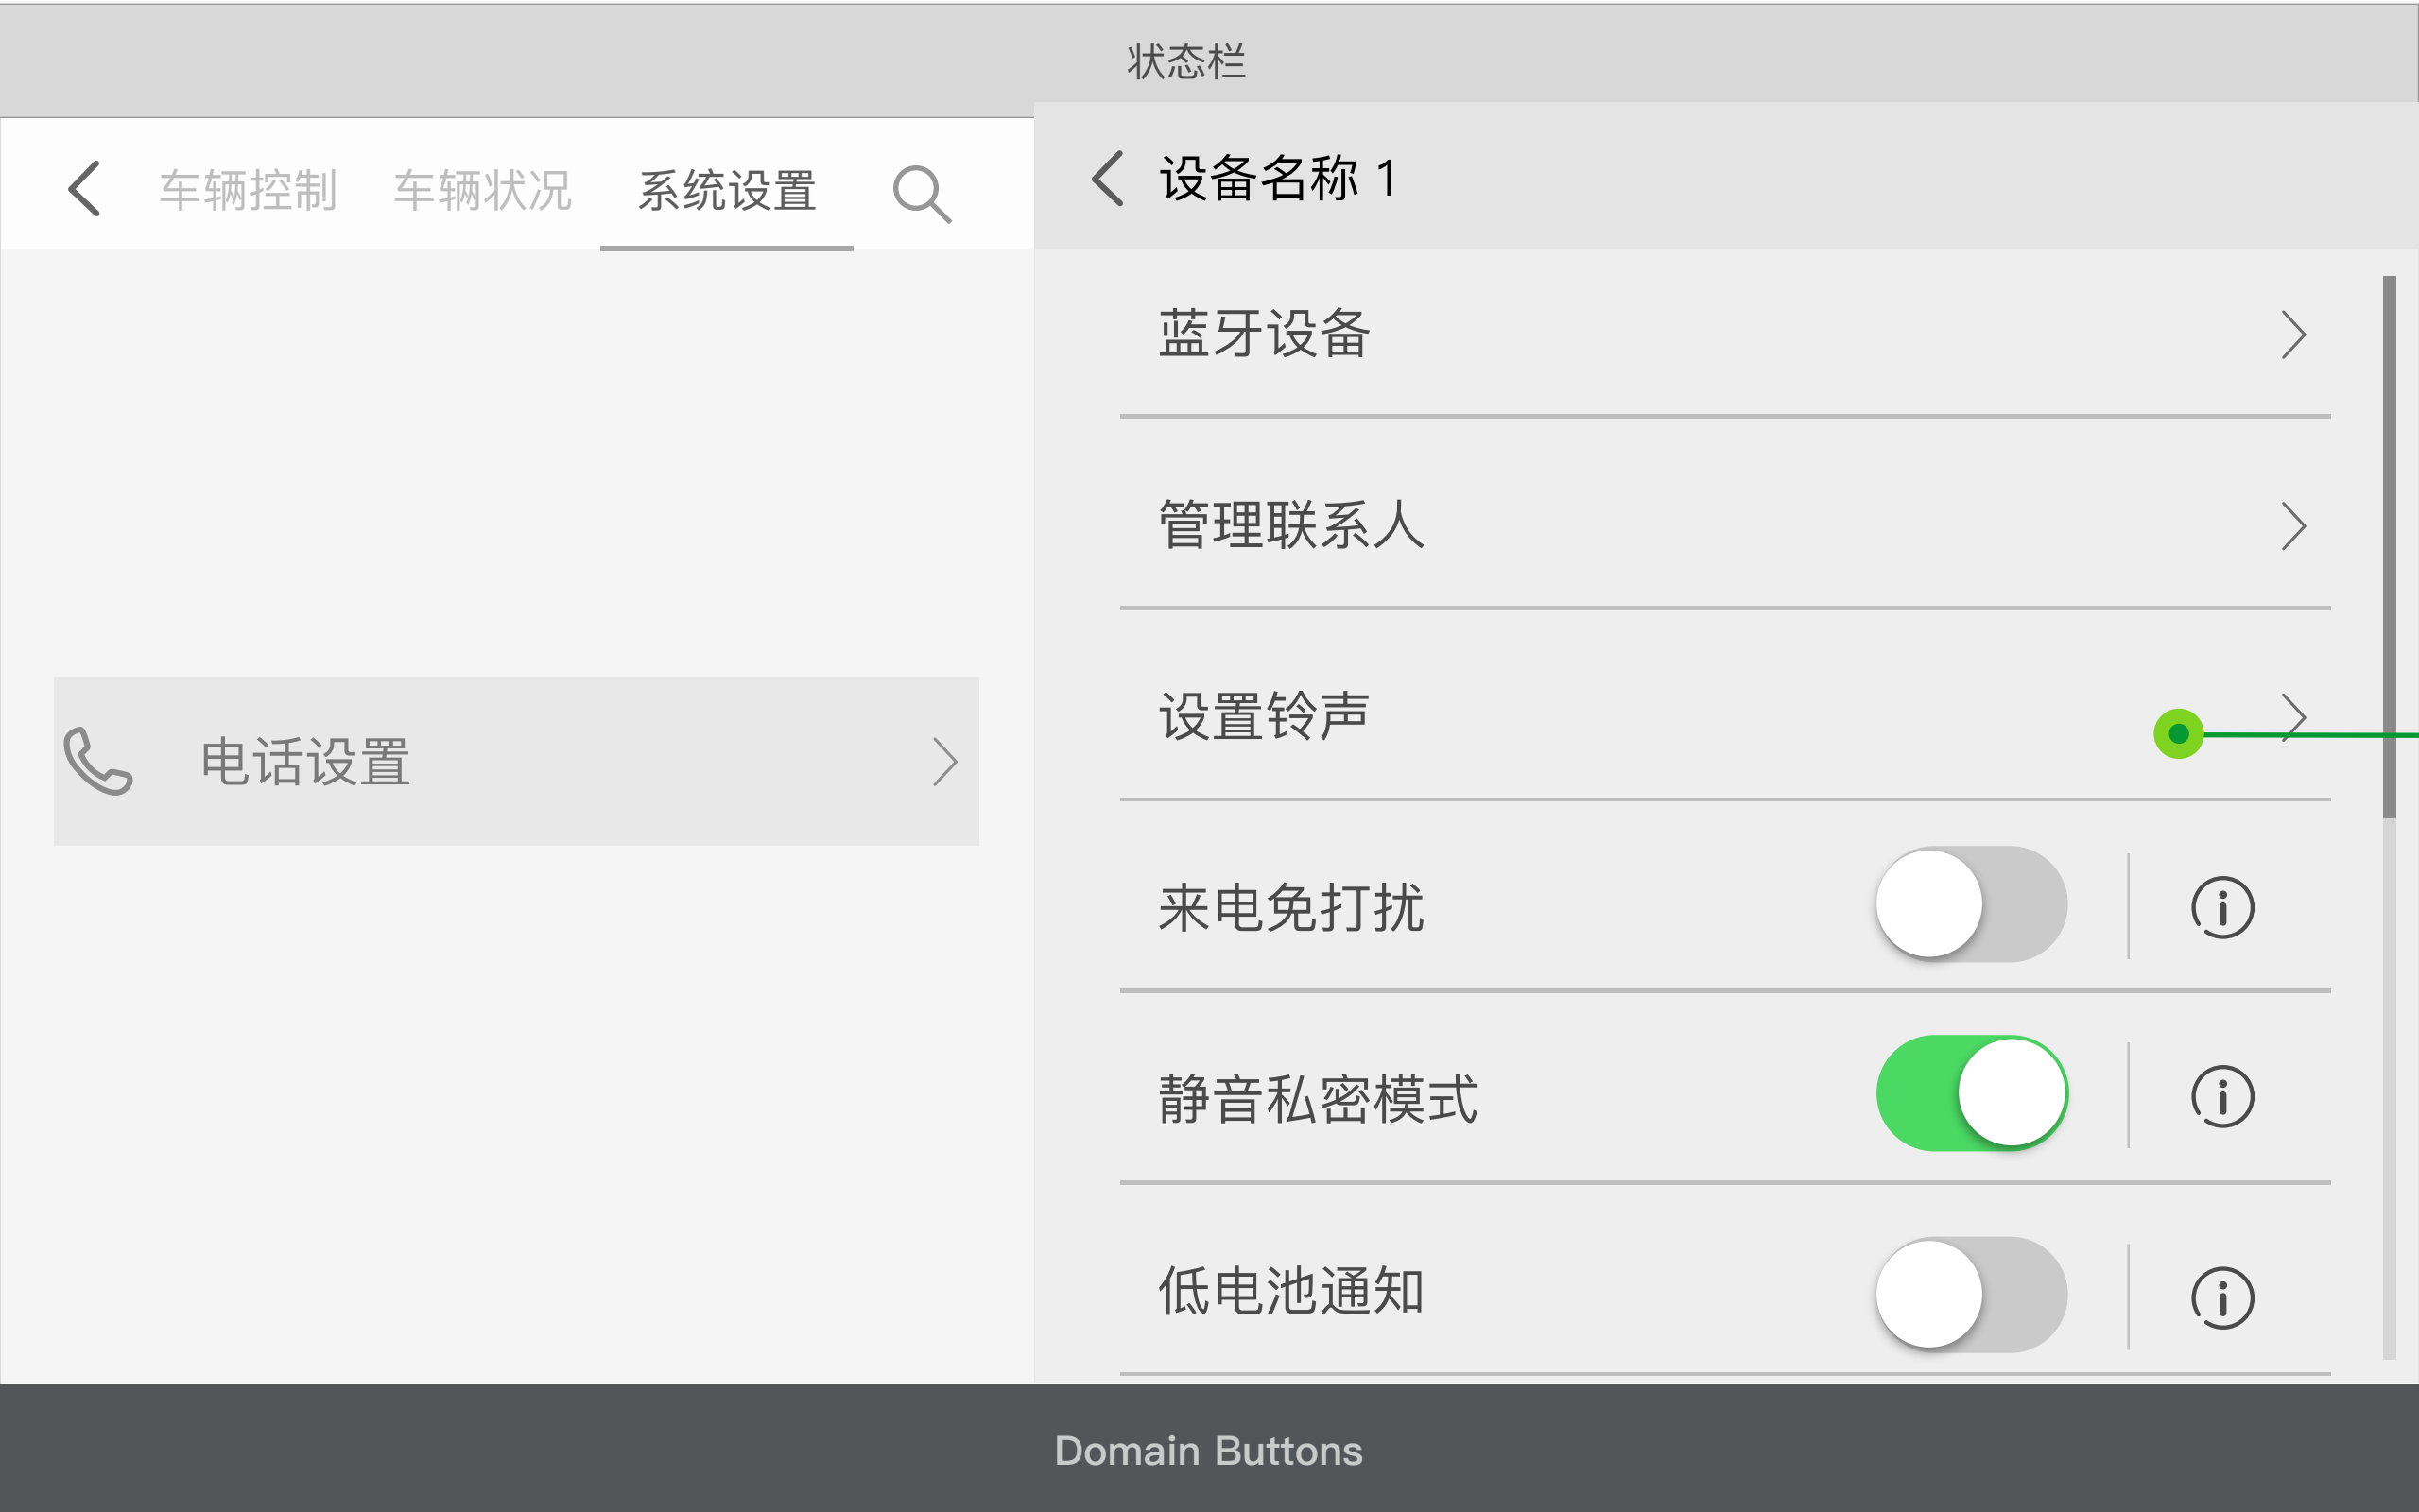 状态栏
车辆控制
车辆状况
系统设置
设备名称 1
电话设置
蓝牙设备
管理联系人
设置铃声
来电免打扰
静音私密模式
低电池通知
Domain Buttons